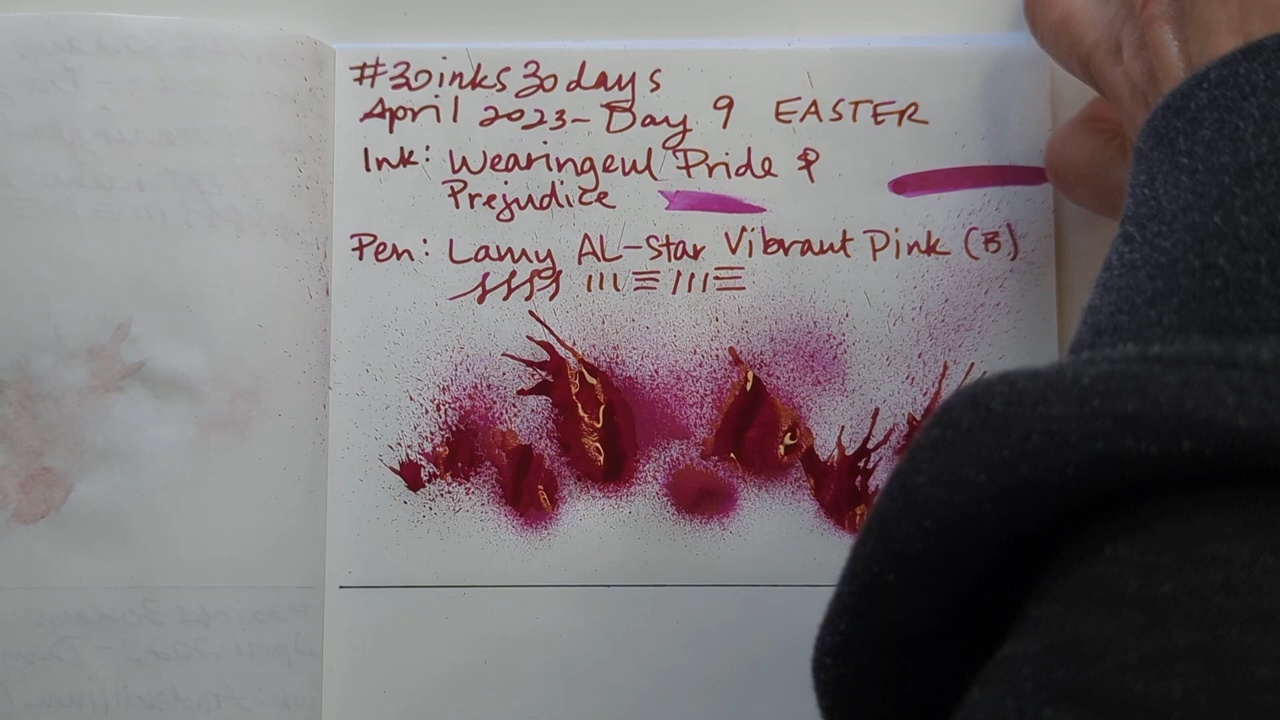 #30inks30days
April 2023- Day 9 EASTER
Ink: Wearingeul Pride &
Prejudice
Pen: Lamy AL-Star Vibrant Pink (B)